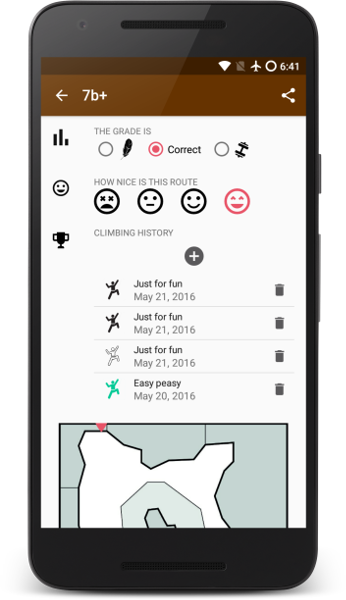 6:41
7b+
THE GRADE IS
Correct
HOW NICE IS THIS ROUTE
CLIMBING HISTORY
Just for fun
May 21, 2016
Just for fun
May 21, 2016
Just for fun
May 21, 2016
Easy peasy
May 20, 2016